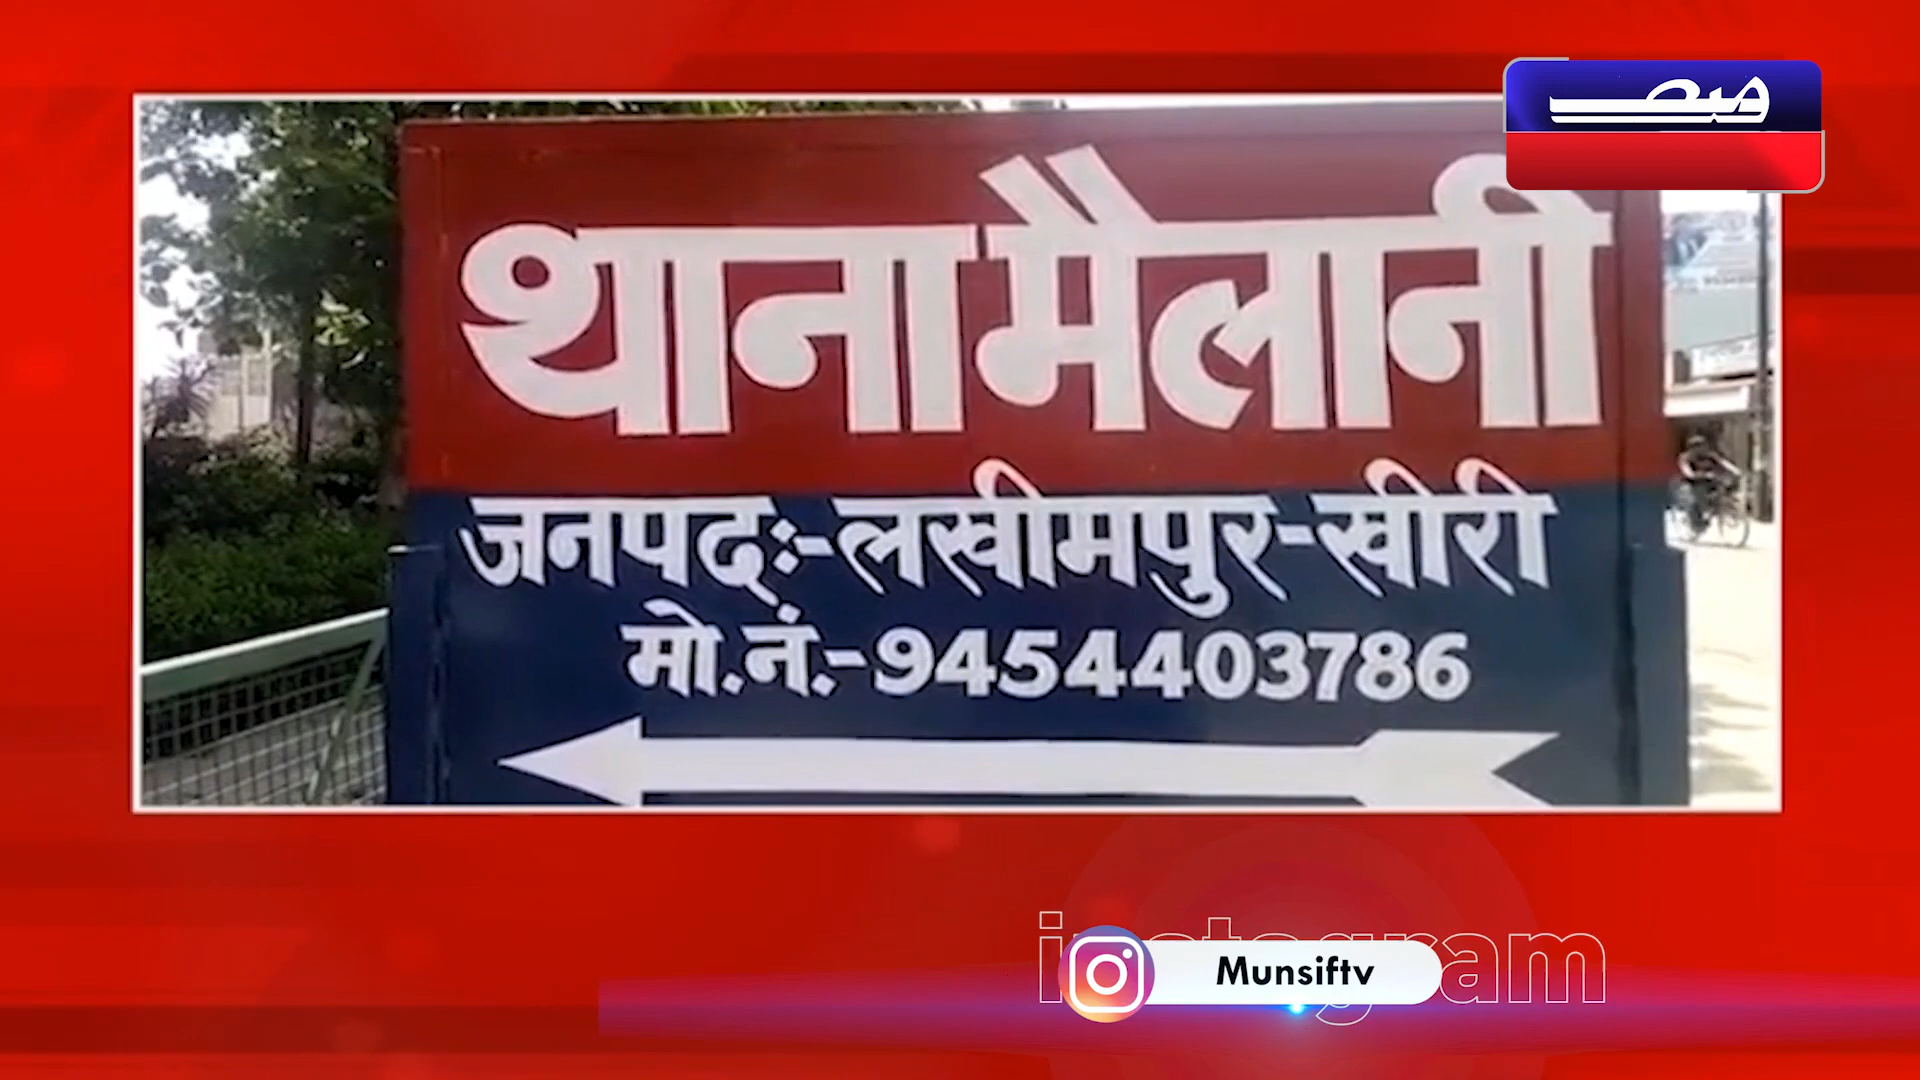 منصف
थाना मैलानी
जनपद:-लखीमपुर-खीरी
मो.नं.-9454403786
instagram
Munsiftv